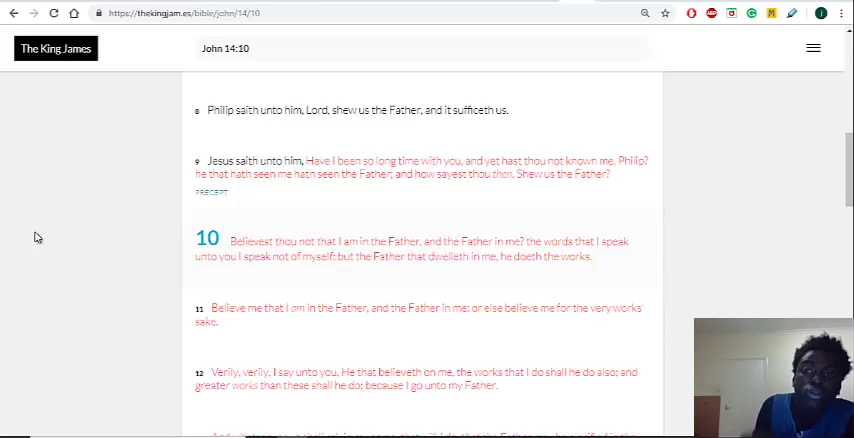 https://thekingjam.es/bible/john/14/10
ABP
G
M
j
The King James
John 14:10
8 Philip saith unto him, Lord, shew us the Father, and it sufficeth us.
9 Jesus saith unto him, Have I been so long time with you, and yet hast thou not known me, Philip?
he that hath seen me hath seen the Father; and how sayest thou then, Shew us the Father?
PRECEPT
10 Believest thou not that I am in the Father, and the Father in me? the words that I speak
unto you I speak not of myself: but the Father that dwelleth in me, he doeth the works.
11 Believe me that I am in the Father, and the Father in me: or else believe me for the very works'
sake.
12 Verily, verily, I say unto you, He that believeth on me, the works that I do shall he do also; and
greater works than these shall he do; because I go unto my Father.